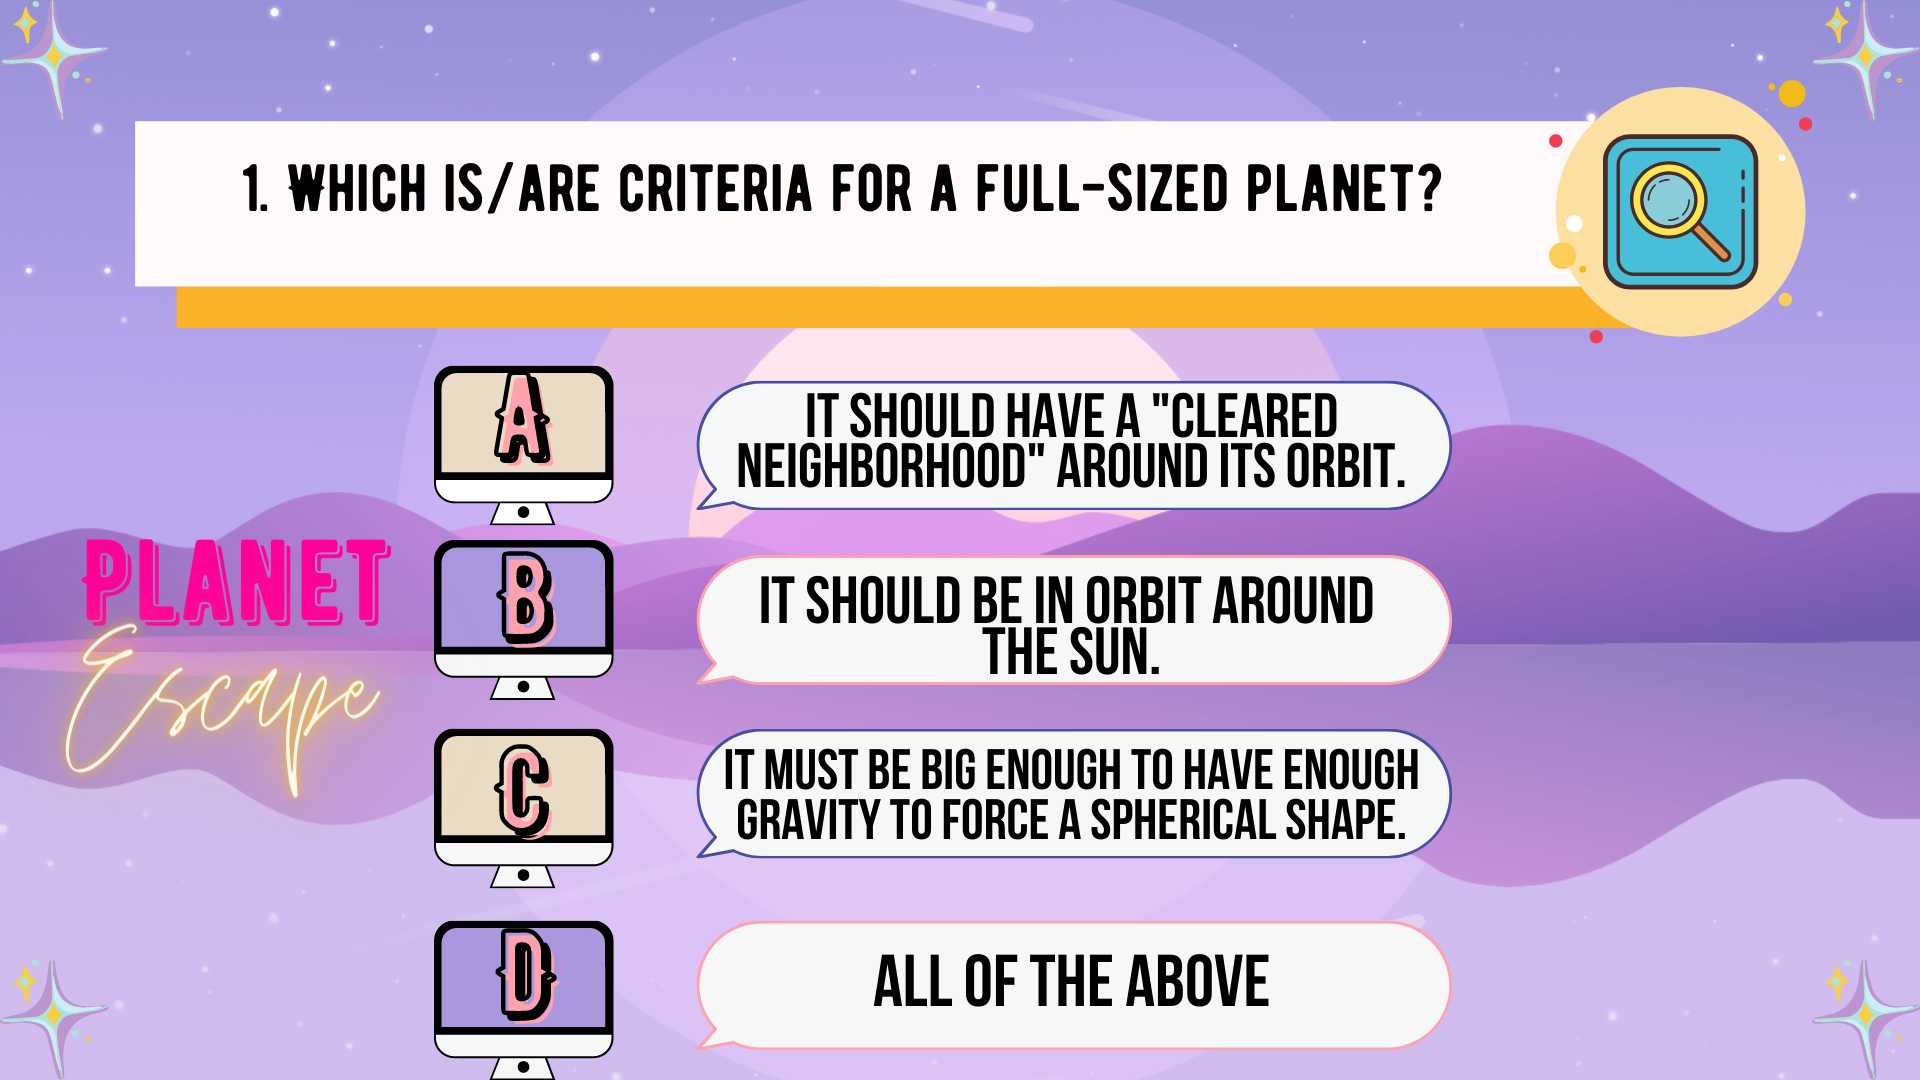 1. WHICH IS/ARE CRITERIA FOR A FULL-SIZED PLANET?
A
IT SHOULD HAVE A "CLEARED
NEIGHBORHOOD" AROUND ITS ORBIT.
PLANET
Escape
B
IT SHOULD BE IN ORBIT AROUND
THE SUN.
C
IT MUST BE BIG ENOUGH TO HAVE ENOUGH
GRAVITY TO FORCE A SPHERICAL SHAPE.
D
ALL OF THE ABOVE